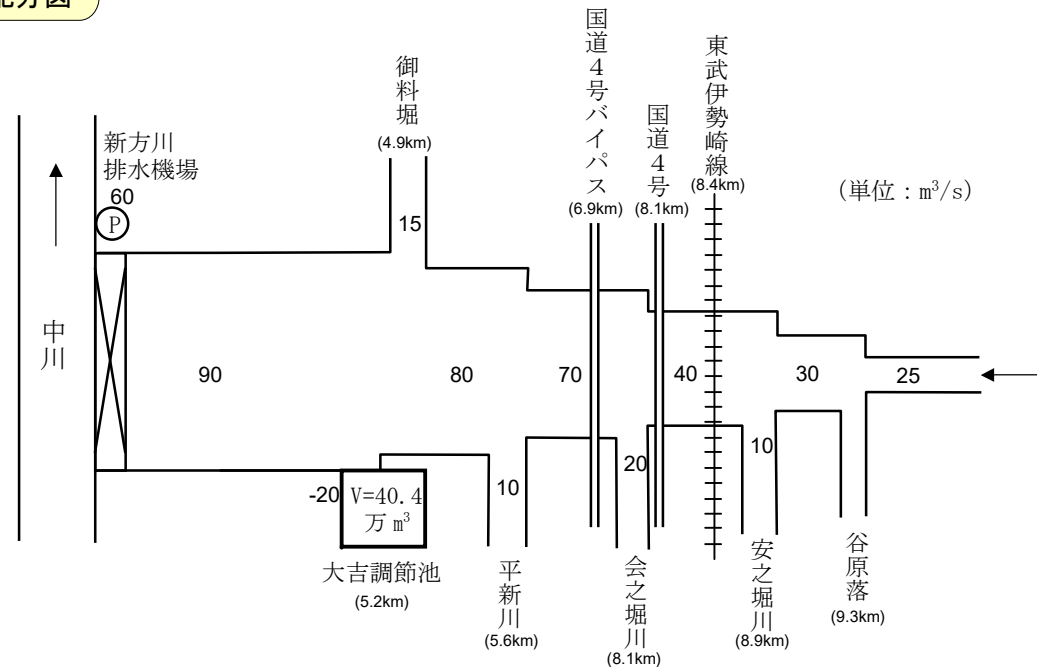 配分図
国道４号バイパス
(6.9km)
国道４号
(8.1km)
東武伊勢崎線
(8.4km)
御料堀
(4.9km)
新方川
排水機場
60
P
15
(単位：m³/s)
中川
90
80
70
40
30
25
-20
V=40.4
万 m³
10
20
10
大吉調節池
(5.2km)
平新川
(5.6km)
会之堀川
(8.1km)
安之堀川
(8.9km)
谷原落
(9.3km)